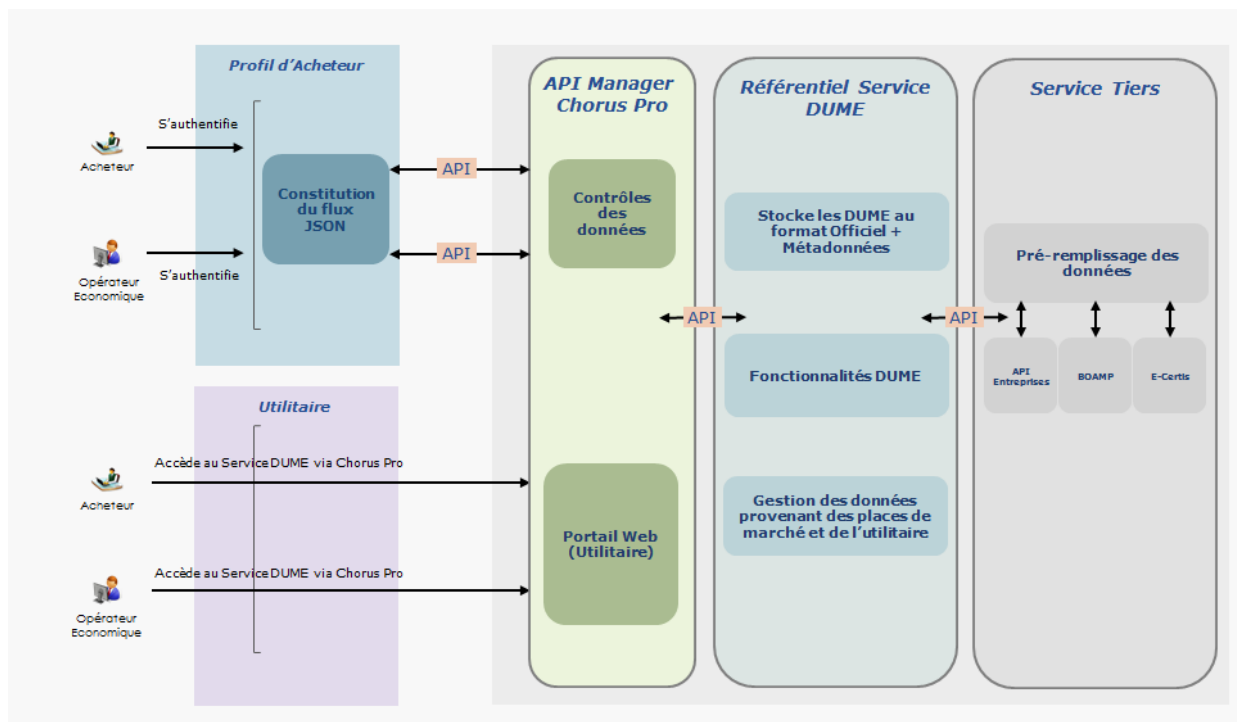 Profil d'Acheteur
S'authentifie
Acheteur
Constitution
du flux
JSON
S'authentifie
Opérateur
Economique
API
API
Utilitaire
Accède au Service DUME via Chorus Pro
Acheteur
Accède au Service DUME via Chorus Pro
Opérateur
Economique
API Manager
Chorus Pro
Contrôles
des
données
Portail Web
(Utilitaire)
API
Référentiel Service
DUME
Stocke les DUME au
format Officiel +
Métadonnées
Fonctionnalités DUME
Gestion des données
provenant des places de
marché et de l'utilitaire
API
Service Tiers
Pré-remplissage des
données
API
Entreprises
BOAMP
E-Certis